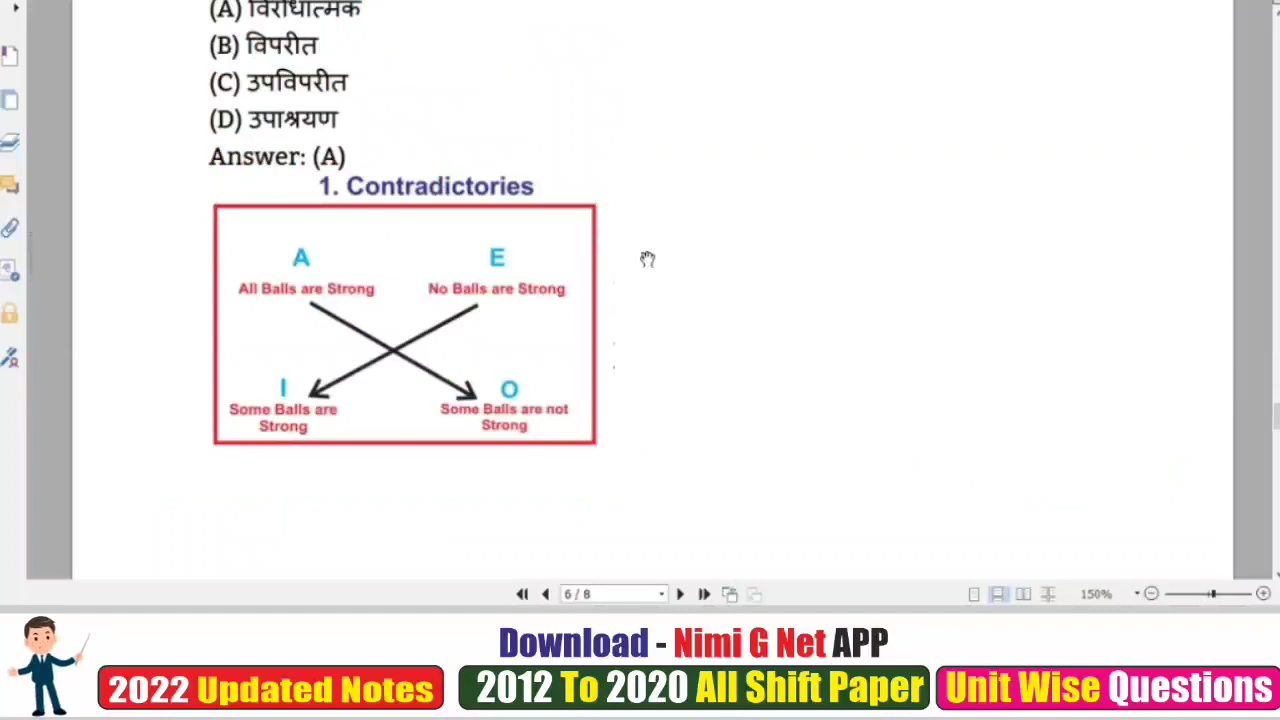 (A) विरोधात्मक
(B) विपरीत
(C) उपविपरीत
(D) उपाश्रयण
Answer: (A)
1. Contradictories
A E
All Balls are Strong No Balls are Strong
I O
Some Balls are Strong Some Balls are not Strong
6 / 8 150%
Download - Nimi G Net APP
2022 Updated Notes 2012 To 2020 All Shift Paper Unit Wise Questions